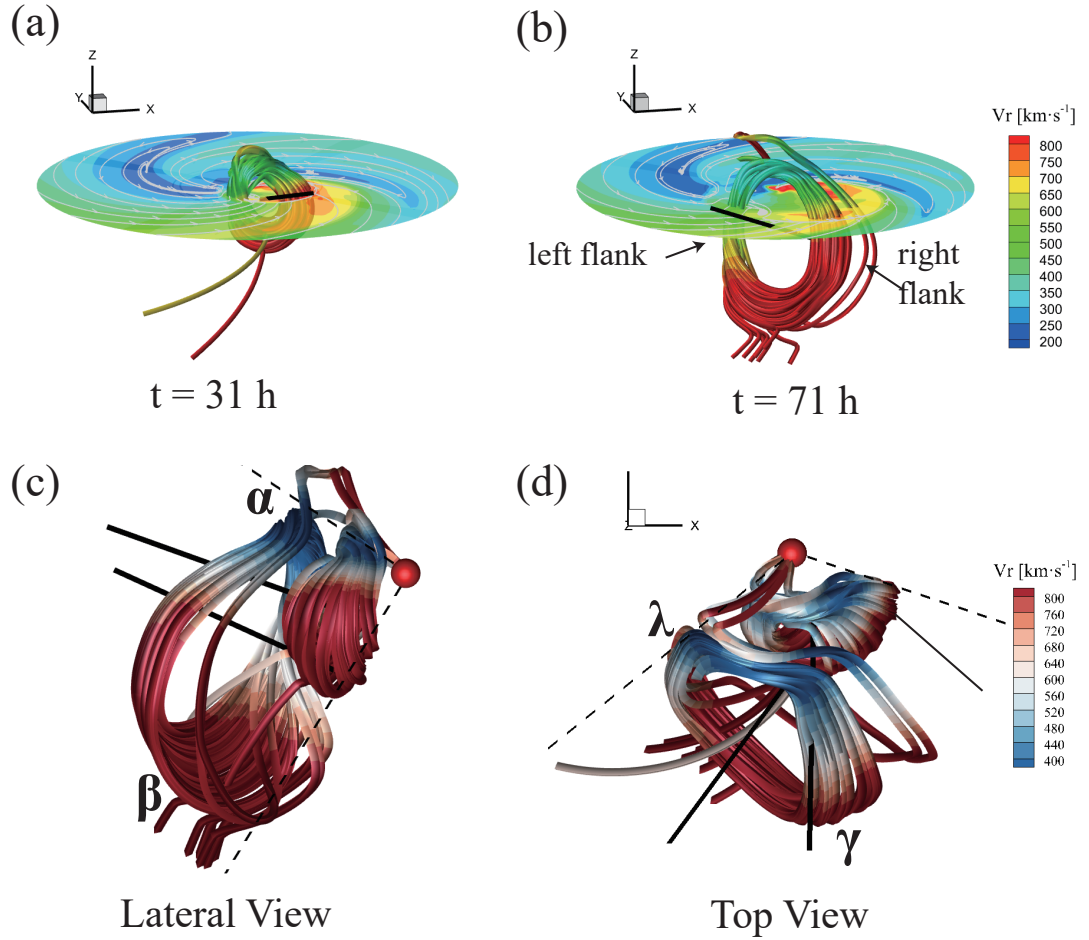 (a)
Z
Y
X
t = 31 h
(b)
Z
Y
X
left flank
right
flank
t = 71 h
Vr [km·s⁻¹]
800
750
700
650
600
550
500
450
400
350
300
250
200
(c)
α
β
Lateral View
(d)
Z
X
λ
γ
Top View
Vr [km·s⁻¹]
800
760
720
680
640
600
560
520
480
440
400